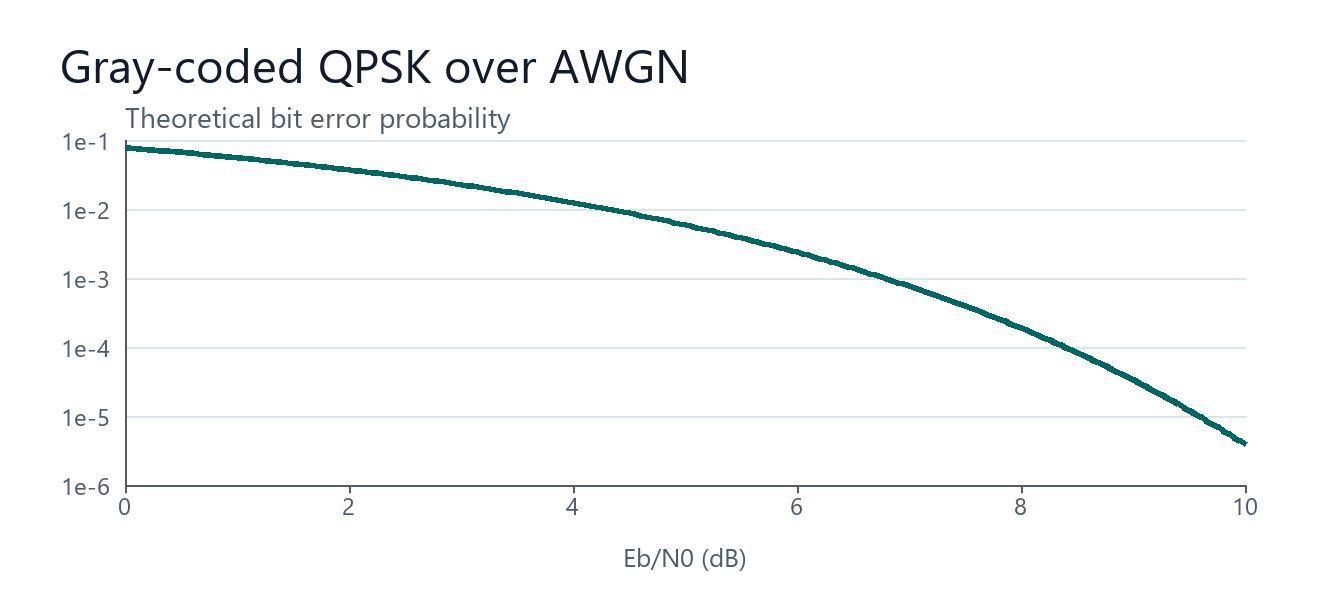 Gray-coded QPSK over AWGN
Theoretical bit error probability
1e-1
1e-2
1e-3
1e-4
1e-5
1e-6
0 2 4 6 8 10
Eb/N0 (dB)